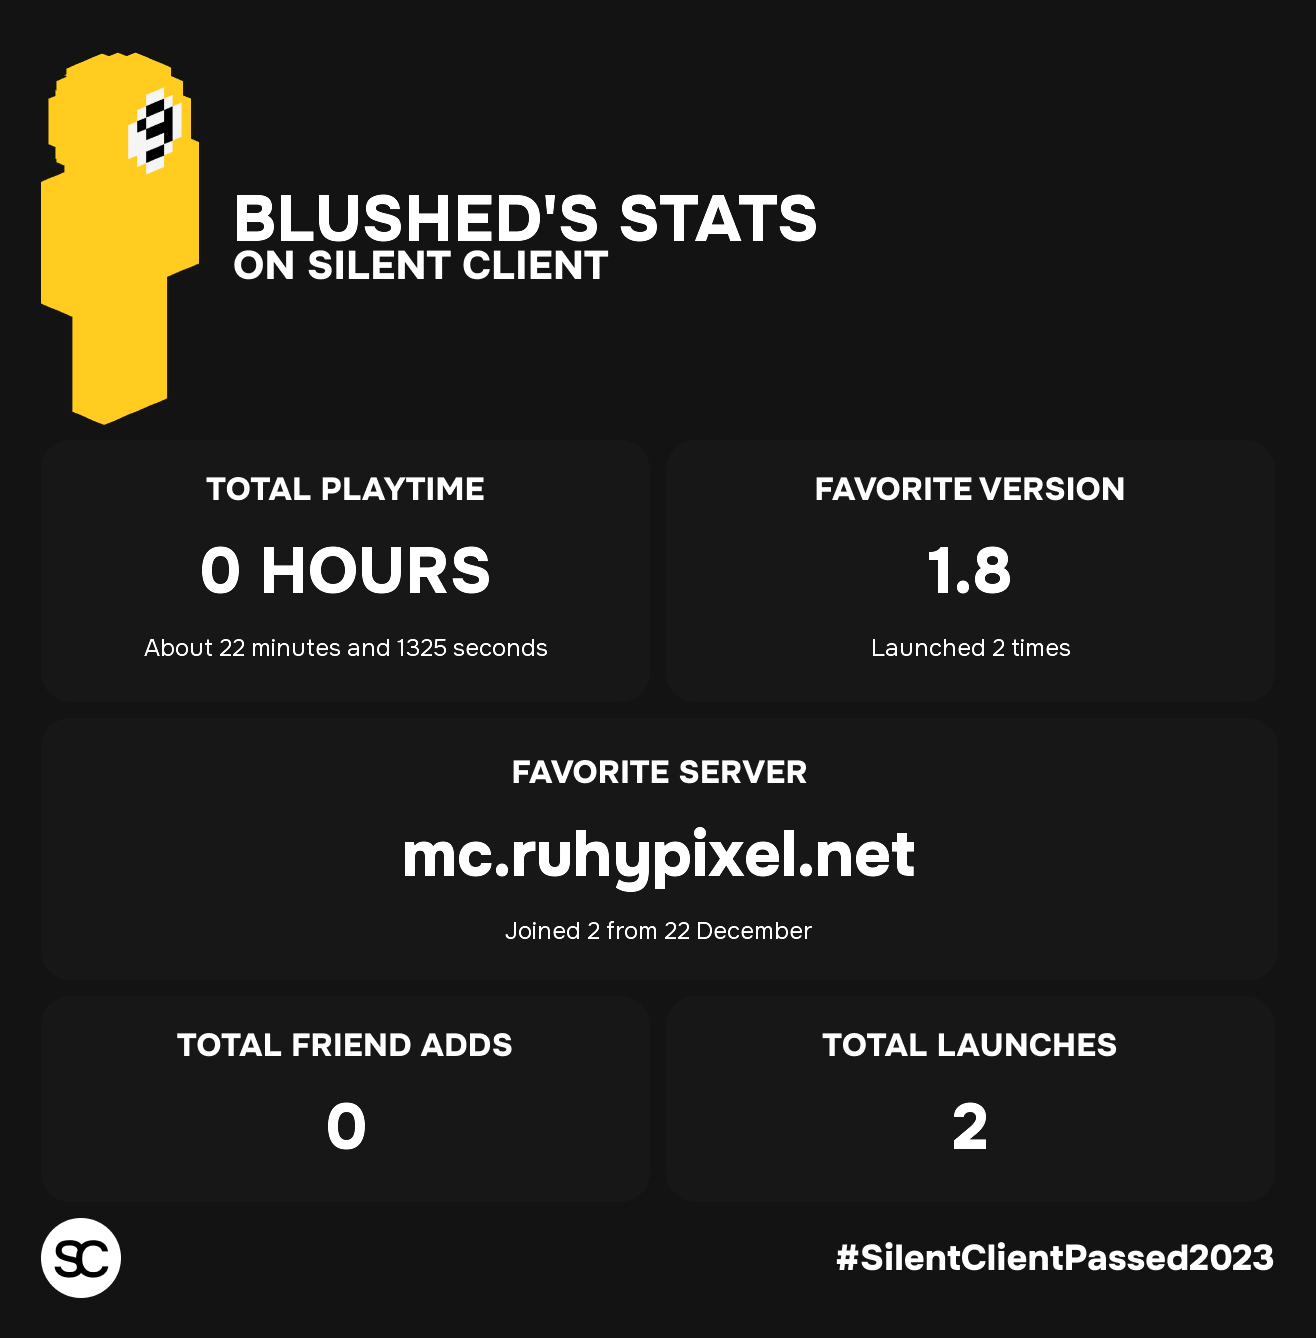 BLUSHED'S STATS
ON SILENT CLIENT
TOTAL PLAYTIME
0 HOURS
About 22 minutes and 1325 seconds
FAVORITE VERSION
1.8
Launched 2 times
FAVORITE SERVER
mc.ruhypixel.net
Joined 2 from 22 December
TOTAL FRIEND ADDS
0
TOTAL LAUNCHES
2
SC
#SilentClientPassed2023